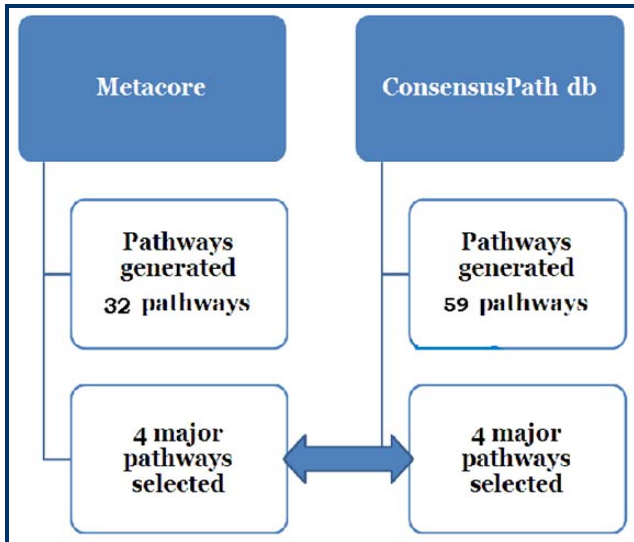 Metacore
Pathways
generated
32 pathways
4 major
pathways
selected
ConsensusPath db
Pathways
generated
59 pathways
4 major
pathways
selected